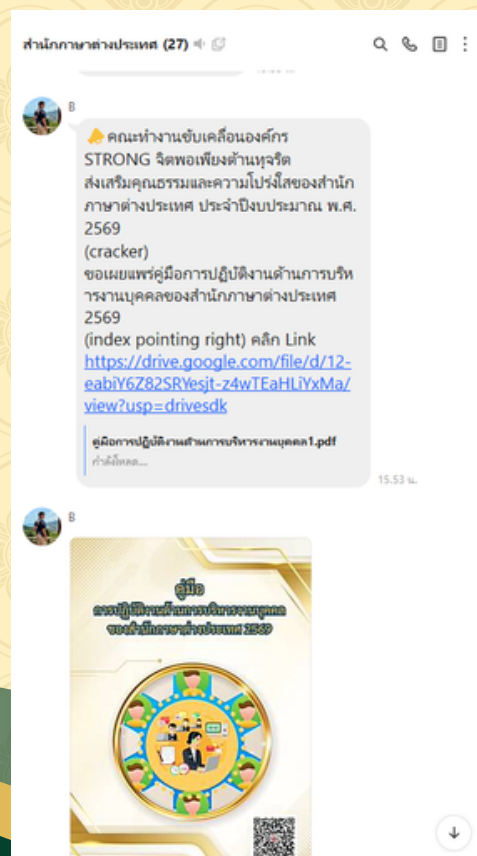 สำนักภาษาต่างประเทศ (27)
B
คณะทำงานขับเคลื่อนองค์กร
STRONG จิตพอเพียงต้านทุจริต
ส่งเสริมคุณธรรมและความโปร่งใสของสำนัก
ภาษาต่างประเทศ ประจำปีงบประมาณ พ.ศ.
2569
(cracker)
ขอเผยแพร่คู่มือการปฏิบัติงานด้านการบริห
ารงานบุคคลของสำนักภาษาต่างประเทศ
2569
(index pointing right) คลิก Link
https://drive.google.com/file/d/12-
eabiY6Z82SRYesjt-z4wTEaHLiYxMa/
view?usp=drivesdk
คู่มือการปฏิบัติงานด้านการบริหารงานบุคคล1.pdf
กำลังโหลด...
15.53 น.
B
คู่มือ
การปฏิบัติงานด้านการบริหารงานบุคคล
ของสำนักภาษาต่างประเทศ 2569